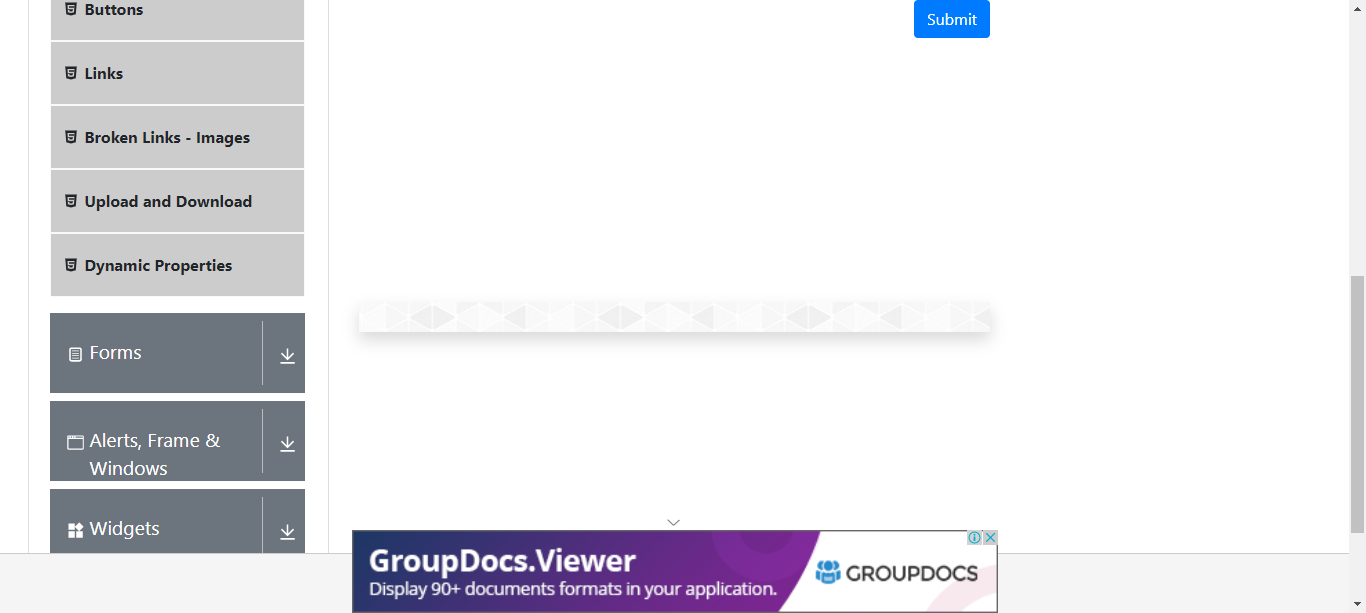 Buttons
Submit
Links
Broken Links - Images
Upload and Download
Dynamic Properties
Forms
Alerts, Frame &
Windows
Widgets
GroupDocs.Viewer
Display 90+ documents formats in your application.
GROUPDOCS